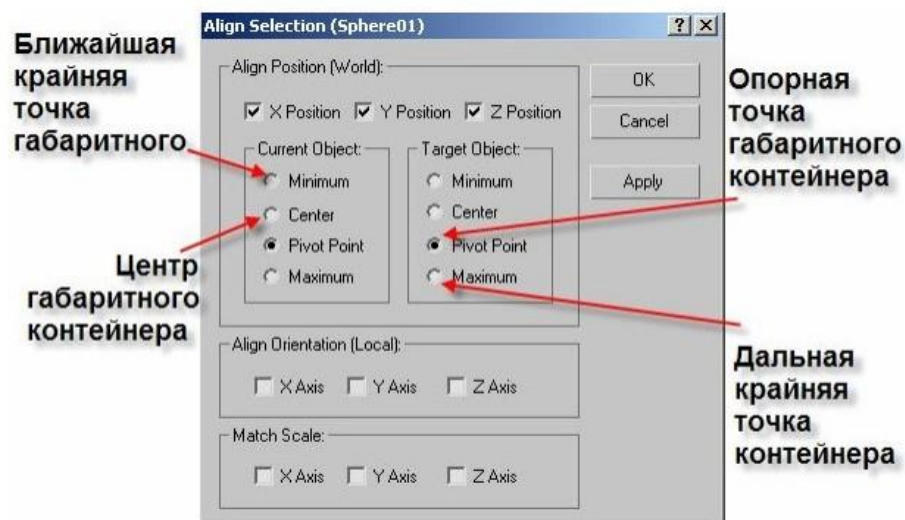 Ближайшая
крайняя
точка
габаритного
Центр
габаритного
контейнера
Align Selection (Sphere01)
Align Position (World):
X Position Y Position Z Position
Current Object:
Minimum
Center
Pivot Point
Maximum
Target Object:
Minimum
Center
Pivot Point
Maximum
Align Orientation (Local):
X Axis Y Axis Z Axis
Match Scale:
X Axis Y Axis Z Axis
OK
Cancel
Apply
Опорная
точка
габаритного
контейнера
Дальная
крайняя
точка
контейнера